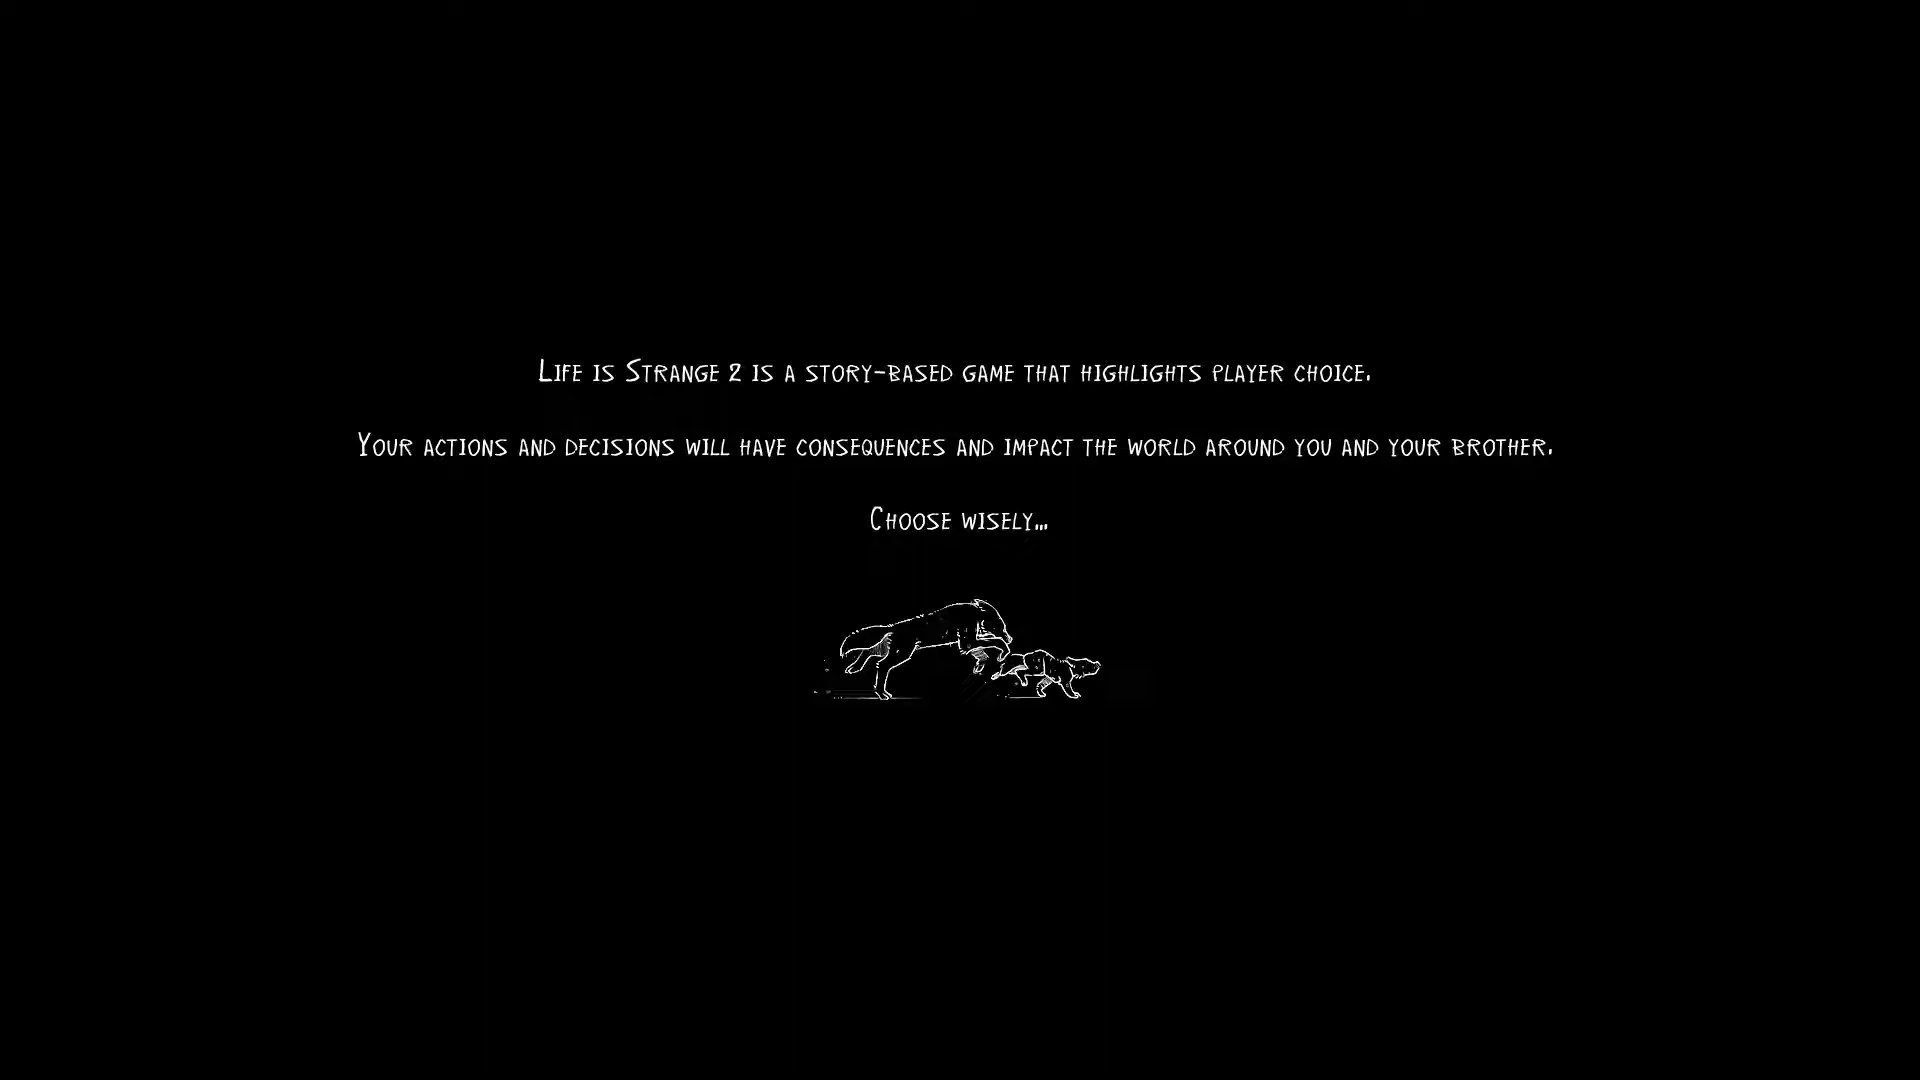 Life is Strange 2 is a story-based game that highlights player choice.
Your actions and decisions will have consequences and impact the world around you and your brother.
Choose wisely...